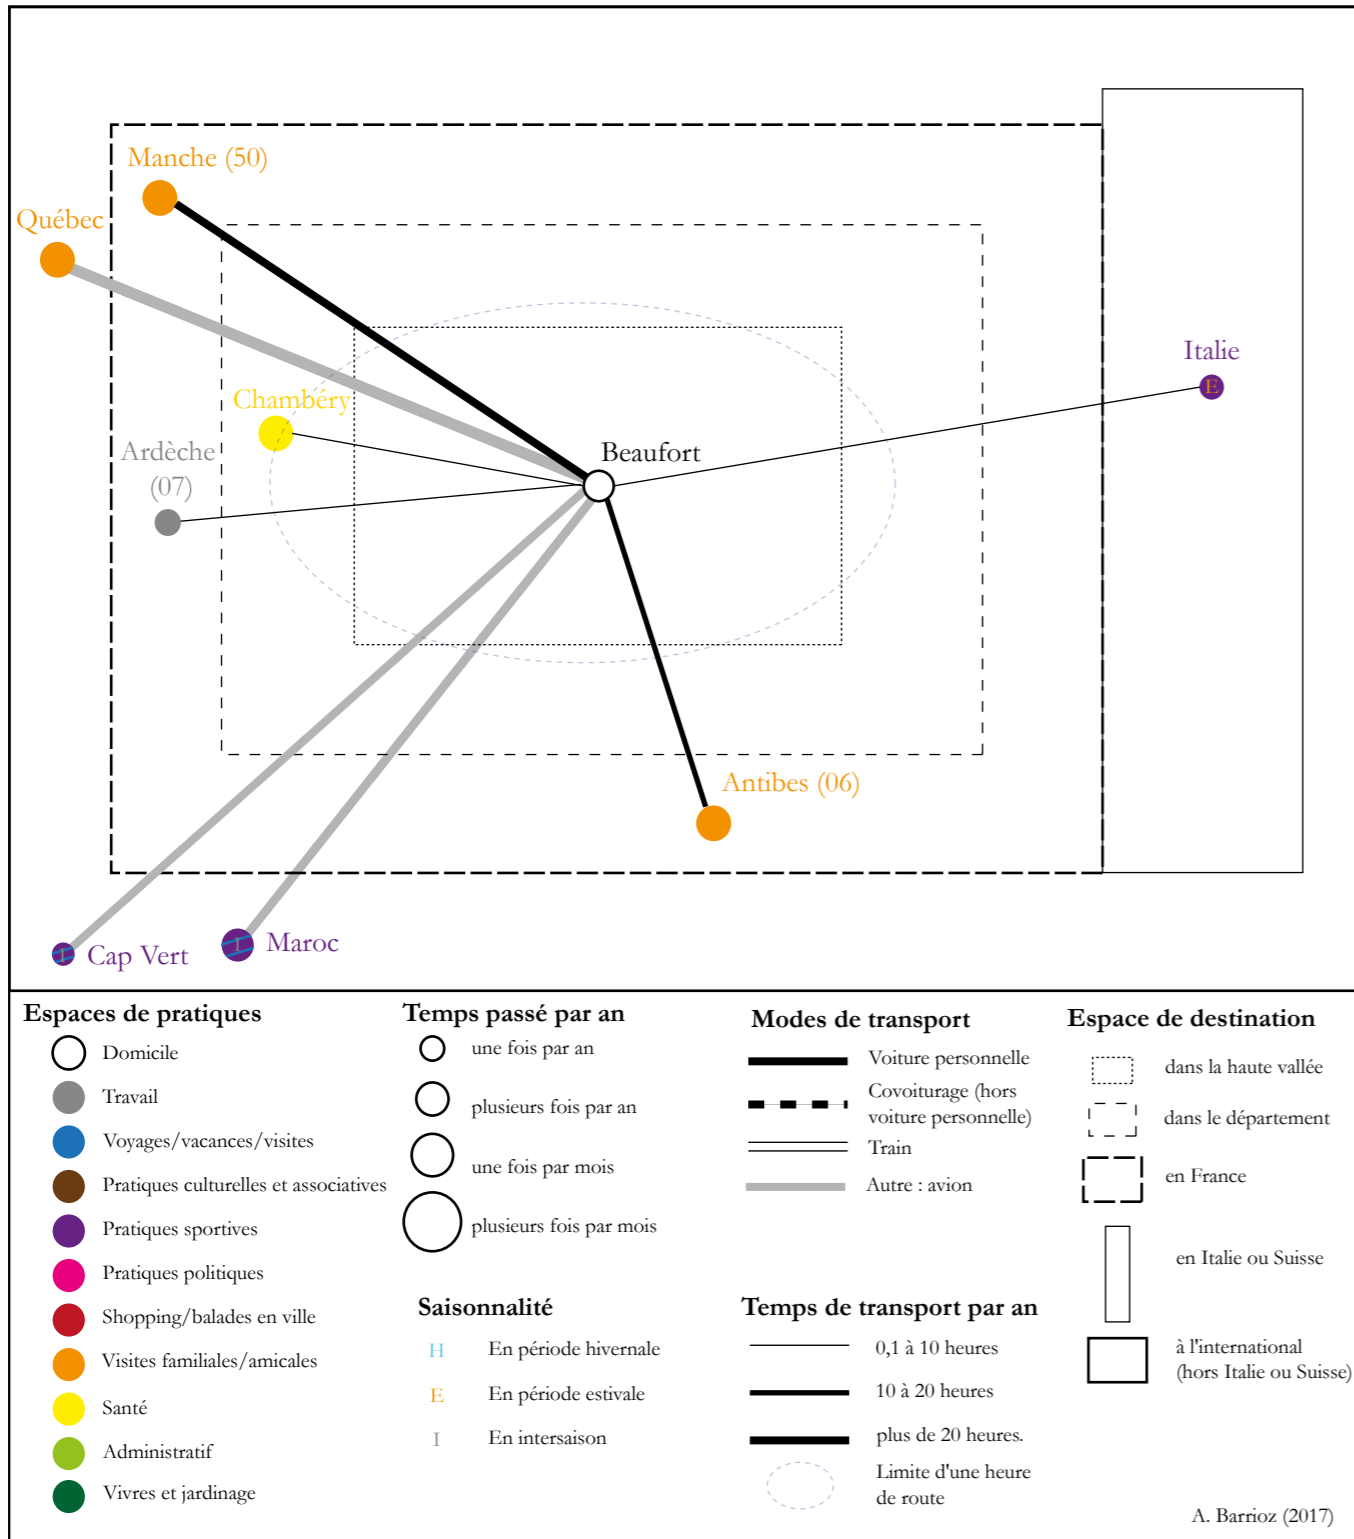 Manche (50)
Québec
Italie
E
Chambéry
Ardèche
(07)
Beaufort
Antibes (06)
I
Cap Vert
I
Maroc
Espaces de pratiques
Domicile
Travail
Voyages/vacances/visites
Pratiques culturelles et associatives
Pratiques sportives
Pratiques politiques
Shopping/balades en ville
Visites familiales/amicales
Santé
Administratif
Vivres et jardinage
Temps passé par an
une fois par an
plusieurs fois par an
une fois par mois
plusieurs fois par mois
Saisonnalité
H En période hivernale
E En période estivale
I En intersaison
Modes de transport
Voiture personnelle
Covoiturage (hors
voiture personnelle)
Train
Autre : avion
Temps de transport par an
0,1 à 10 heures
10 à 20 heures
plus de 20 heures.
Limite d'une heure
de route
Espace de destination
dans la haute vallée
dans le département
en France
en Italie ou Suisse
à l'international
(hors Italie ou Suisse)
A. Barrioz (2017)